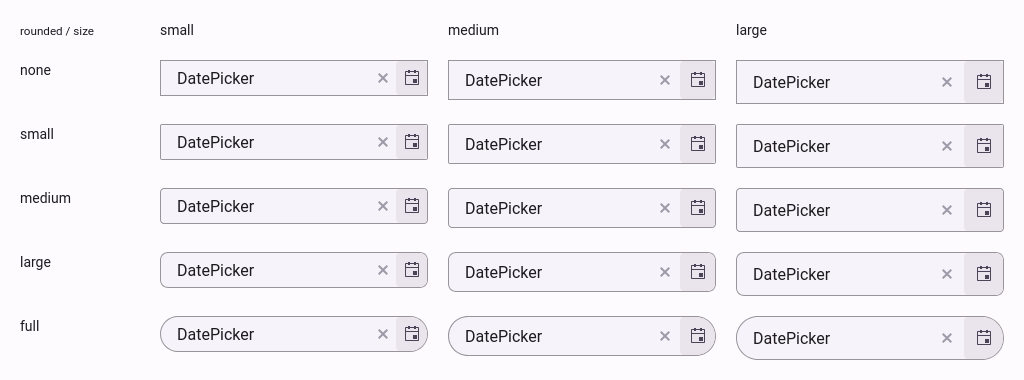 rounded / size small medium large
none DatePicker DatePicker DatePicker
small DatePicker DatePicker DatePicker
medium DatePicker DatePicker DatePicker
large DatePicker DatePicker DatePicker
full DatePicker DatePicker DatePicker